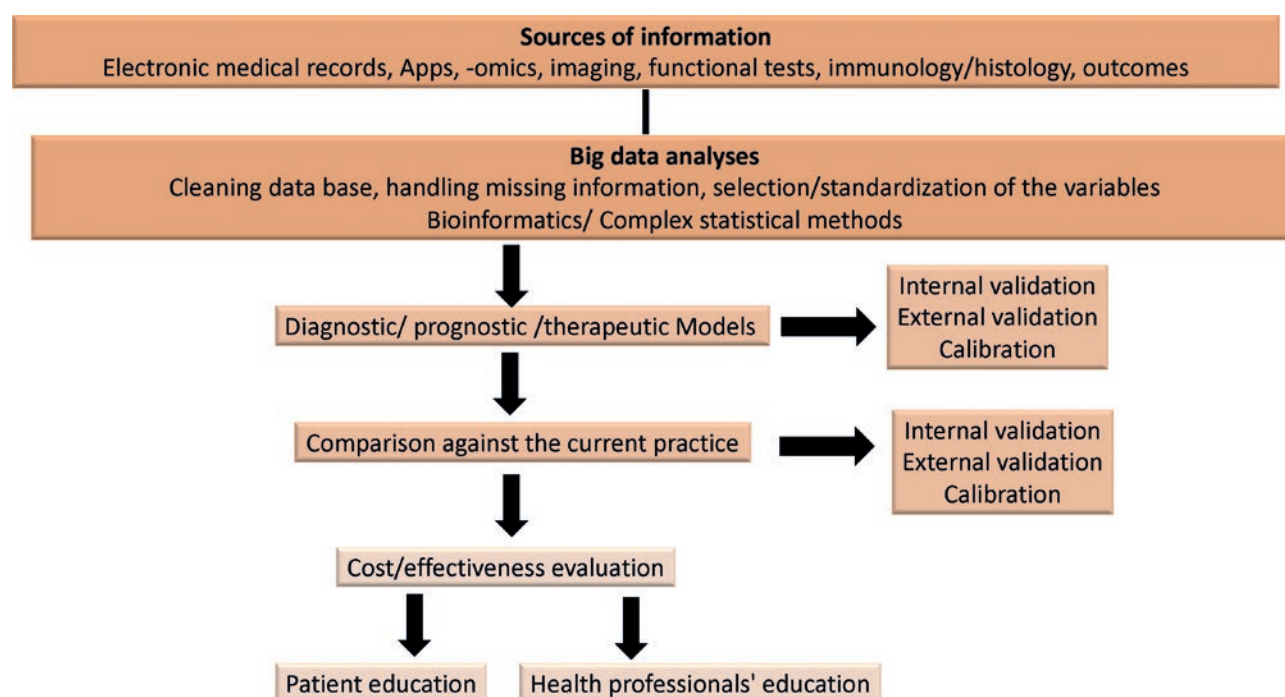 Sources of information
Electronic medical records, Apps, -omics, imaging, functional tests, immunology/histology, outcomes
Big data analyses
Cleaning data base, handling missing information, selection/standardization of the variables
Bioinformatics/ Complex statistical methods
Diagnostic/ prognostic /therapeutic Models
Internal validation
External validation
Calibration
Comparison against the current practice
Internal validation
External validation
Calibration
Cost/effectiveness evaluation
Patient education
Health professionals' education